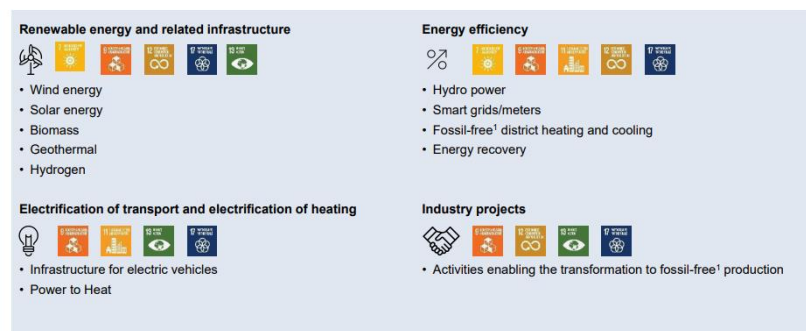 Renewable energy and related infrastructure
• Wind energy
• Solar energy
• Biomass
• Geothermal
• Hydrogen
Energy efficiency
• Hydro power
• Smart grids/meters
• Fossil-free¹ district heating and cooling
• Energy recovery
Electrification of transport and electrification of heating
• Infrastructure for electric vehicles
• Power to Heat
Industry projects
• Activities enabling the transformation to fossil-free¹ production